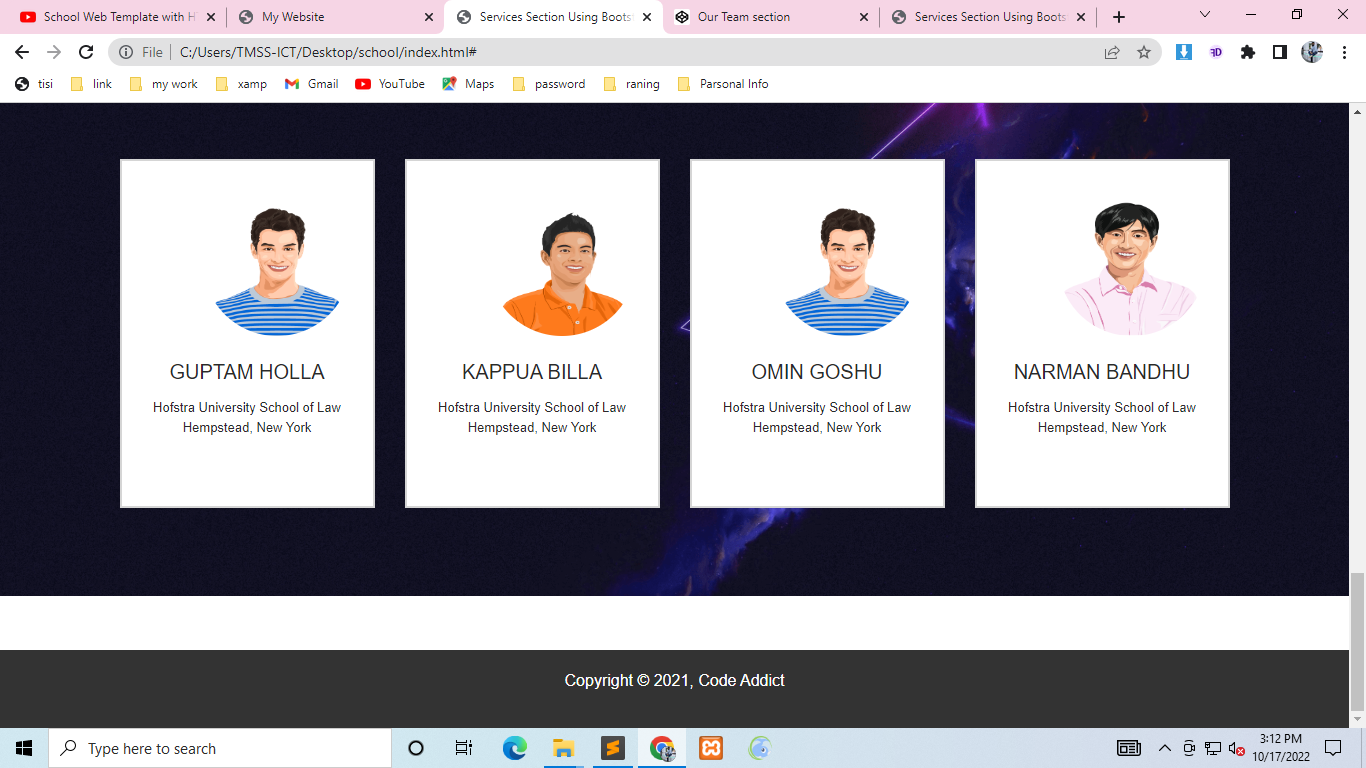 School Web Template with H
My Website
Services Section Using Boots
Our Team section
Services Section Using Boots
File
C:/Users/TMSS-ICT/Desktop/school/index.html#
tisi
link
my work
xamp
Gmail
YouTube
Maps
password
raning
Parsonal Info
GUPTAM HOLLA
Hofstra University School of Law
Hempstead, New York
KAPPUA BILLA
Hofstra University School of Law
Hempstead, New York
OMIN GOSHU
Hofstra University School of Law
Hempstead, New York
NARMAN BANDHU
Hofstra University School of Law
Hempstead, New York
Copyright © 2021, Code Addict
Type here to search
3:12 PM
10/17/2022